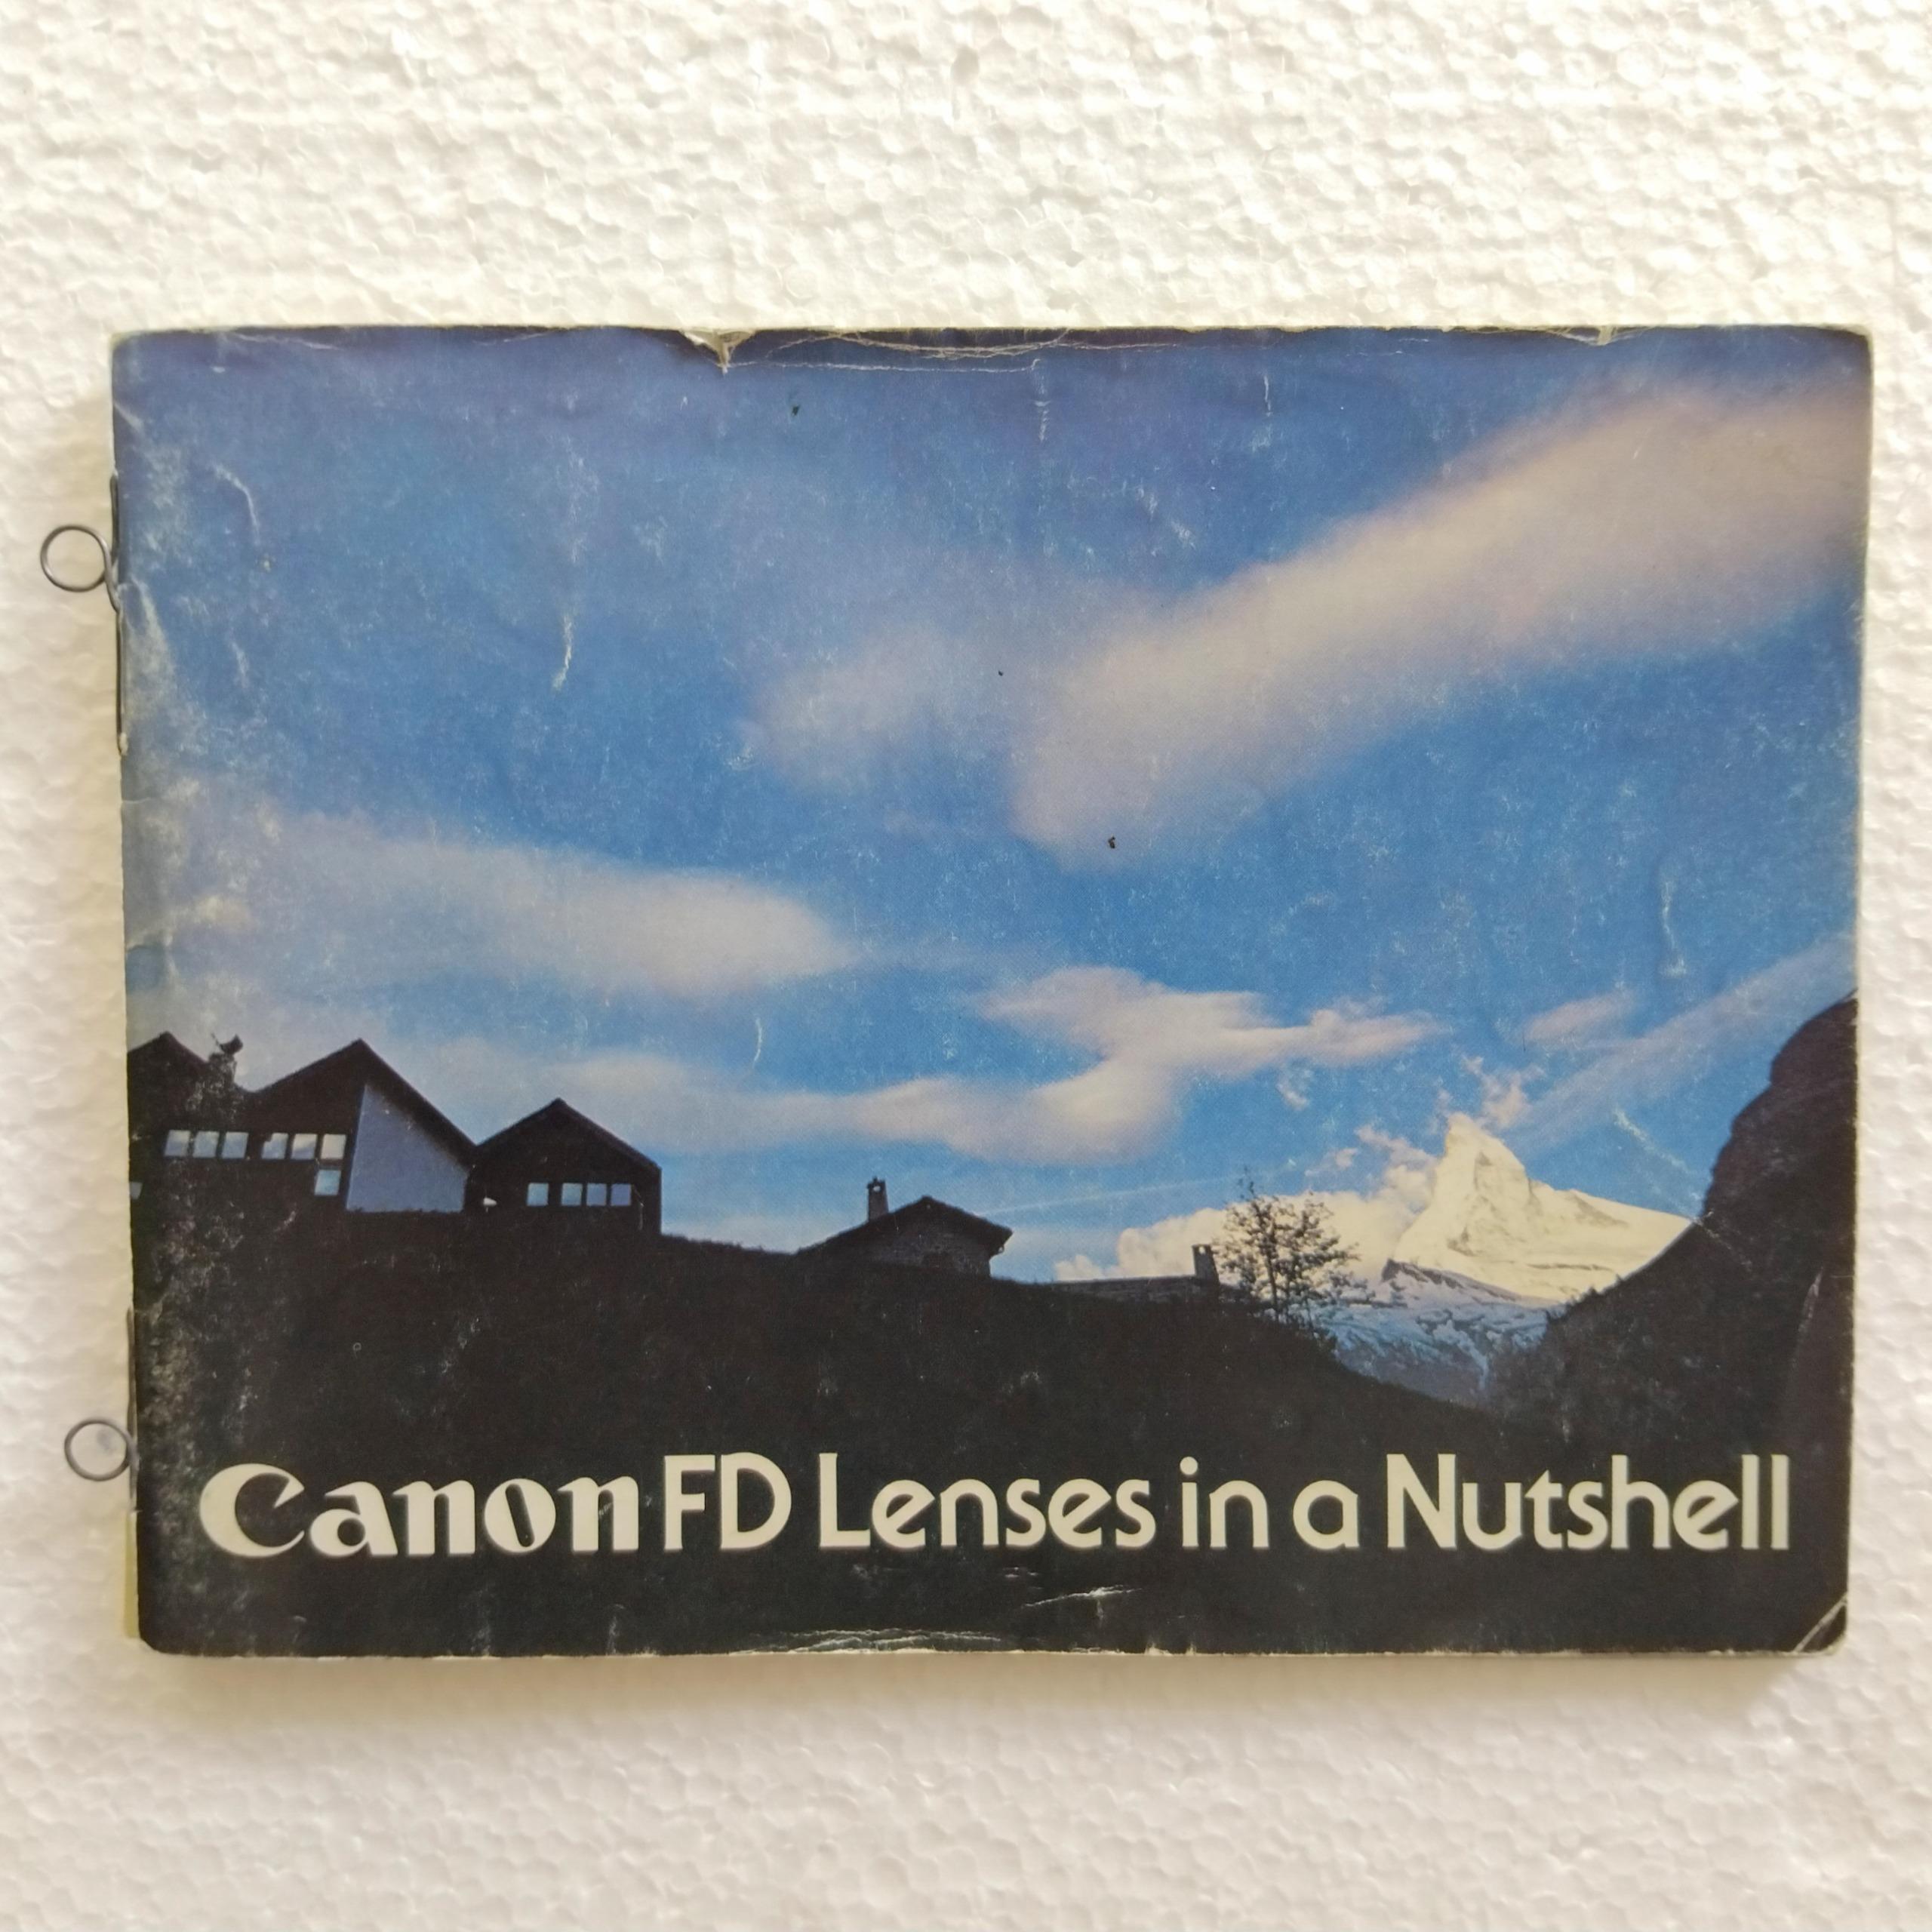 Canon FD Lenses in a Nutshell